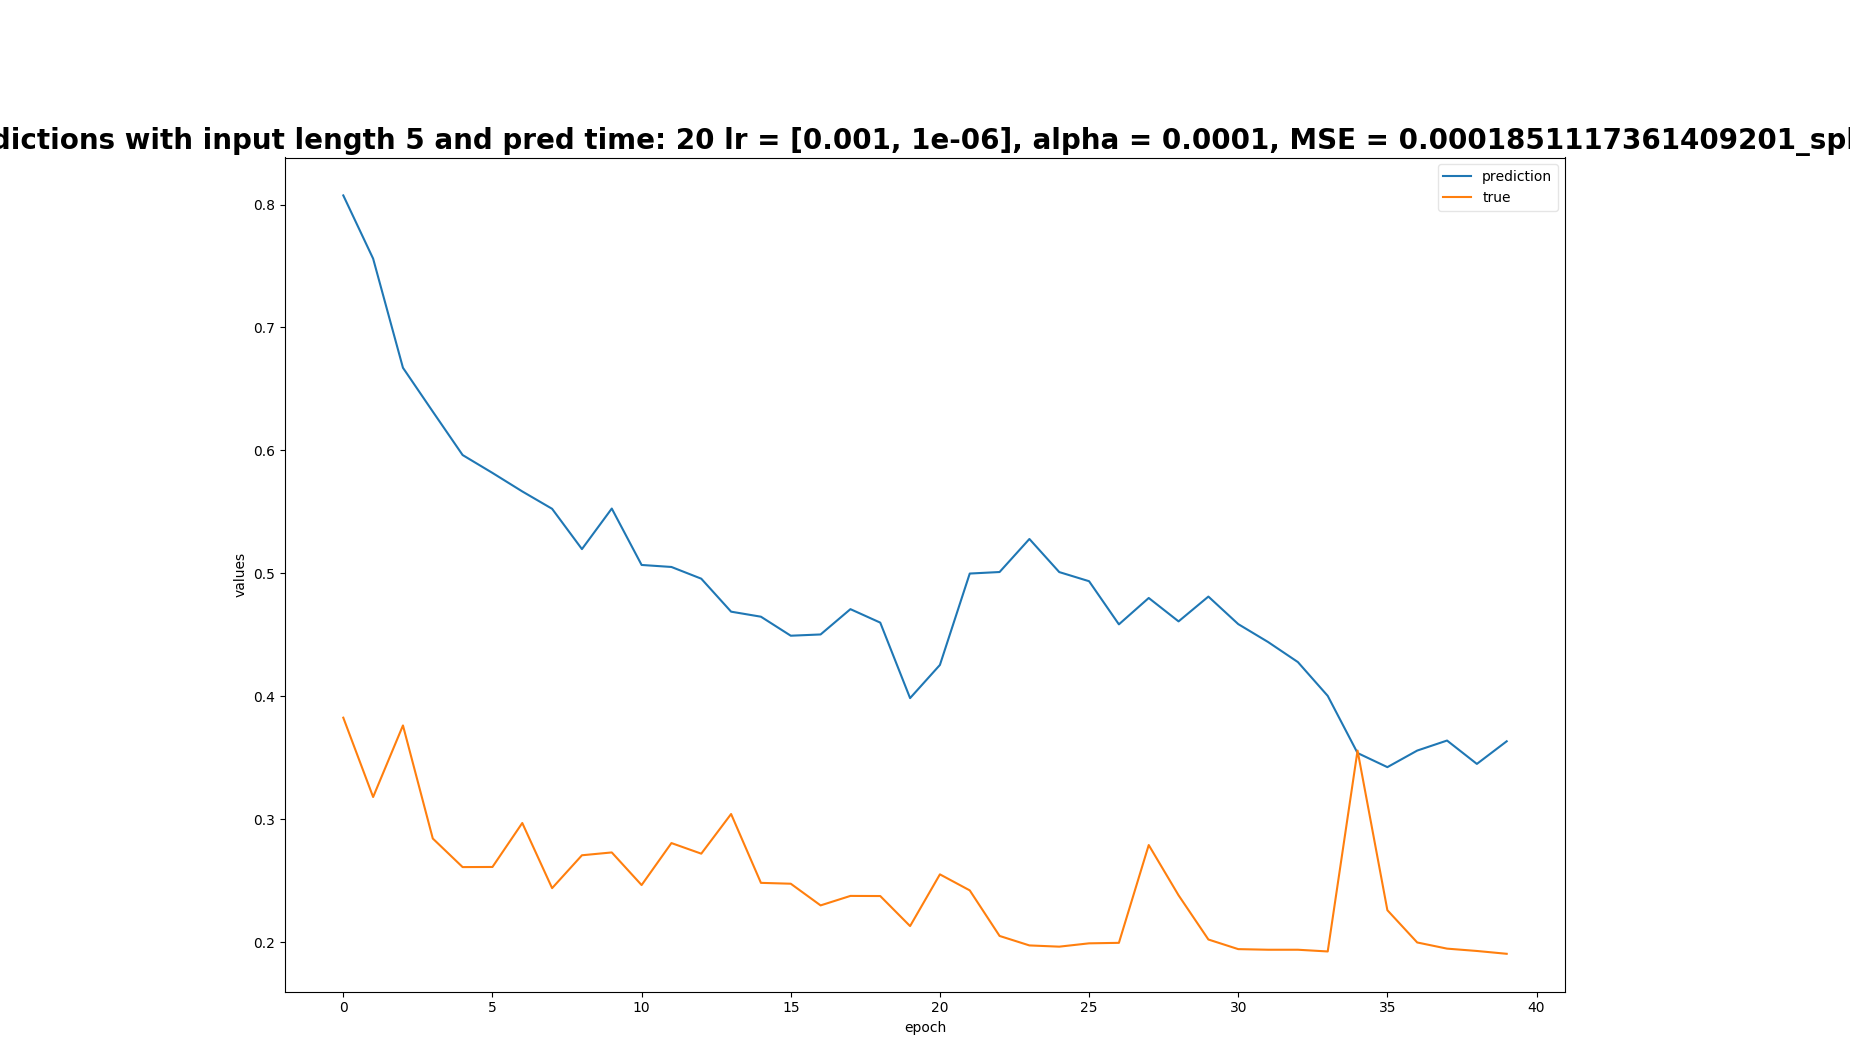 dictions with input length 5 and pred time: 20 lr = [0.001, 1e-06], alpha = 0.0001, MSE = 0.0001851117361409201_spl
prediction
true
0.8
0.7
0.6
0.5
0.4
0.3
0.2
values
0 5 10 15 20 25 30 35 40
epoch